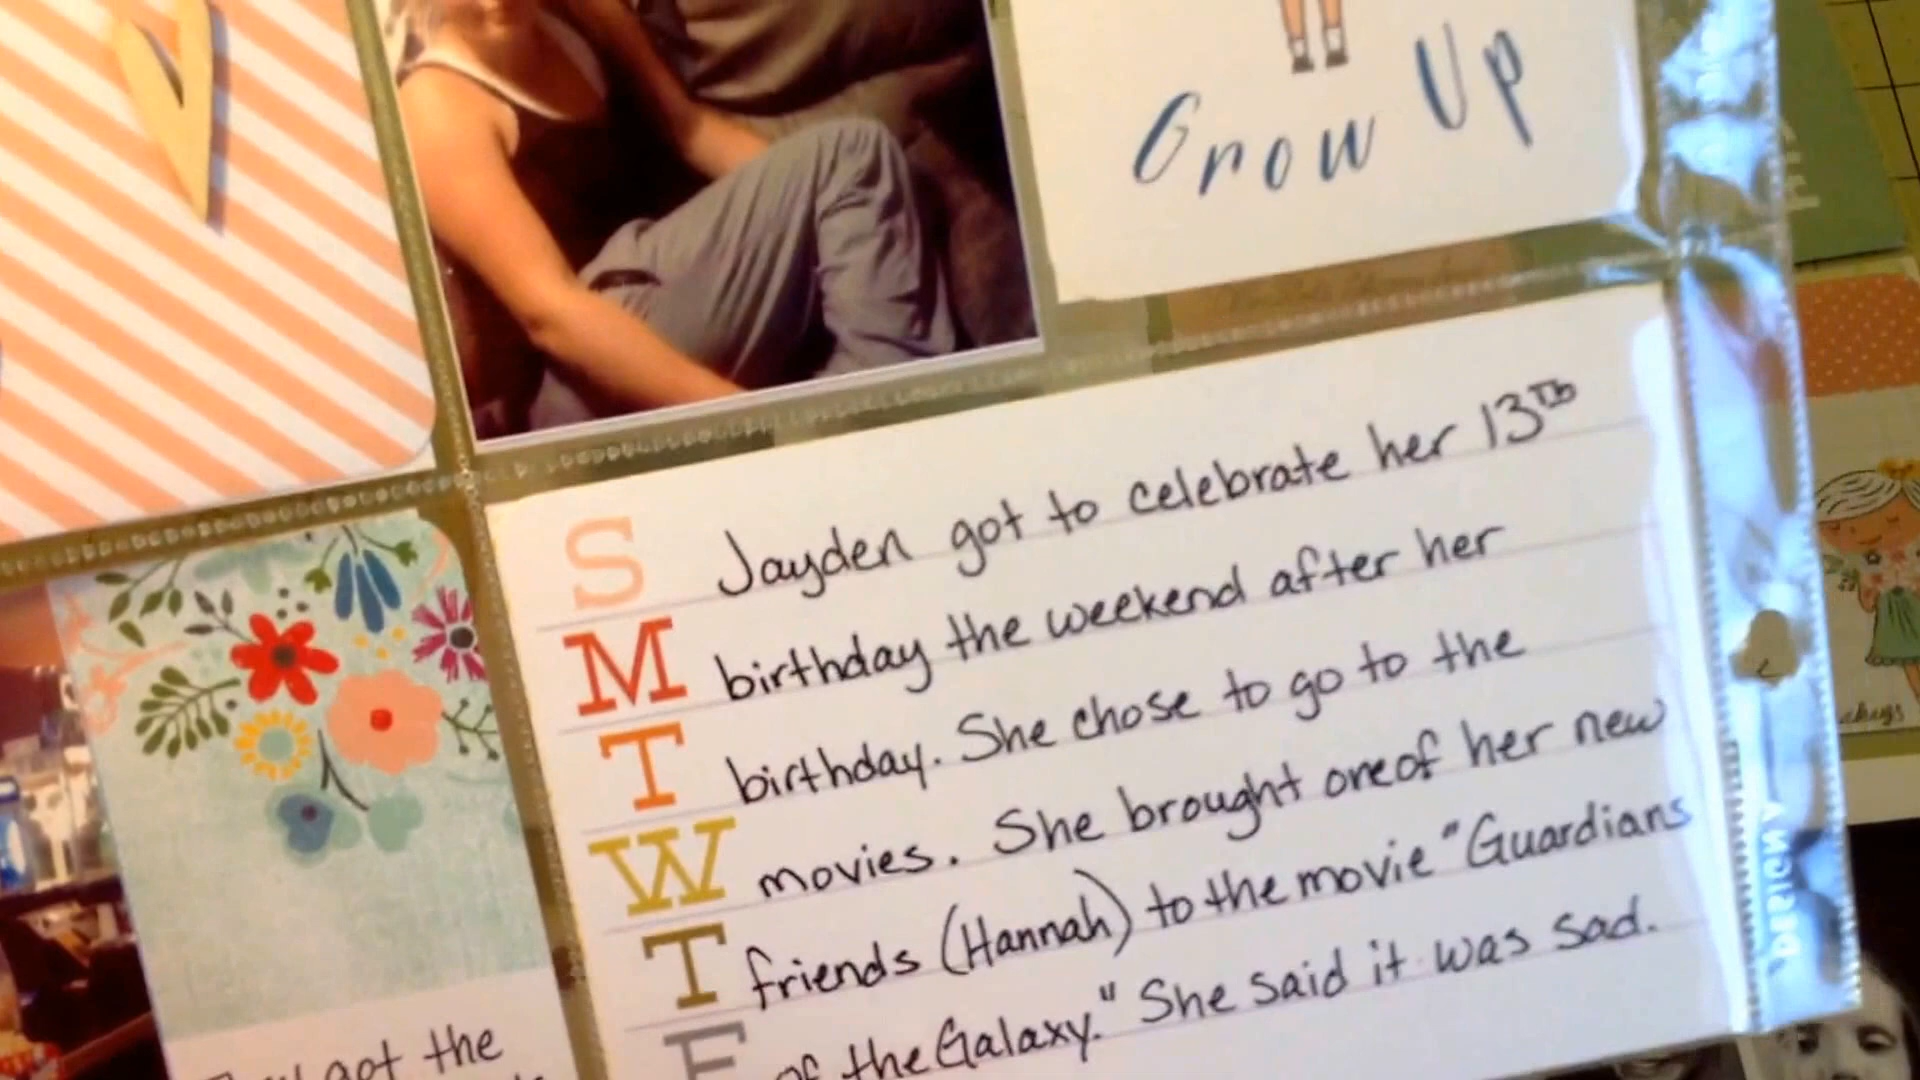 Grow Up
S Jayden got to celebrate her 13Th
M birthday the weekend after her
T birthday. She chose to go to the
W movies. She brought one of her new
T friends (Hannah) to the movie "Guardians
F of the Galaxy." She said it was sad.
got the
DESIGN A